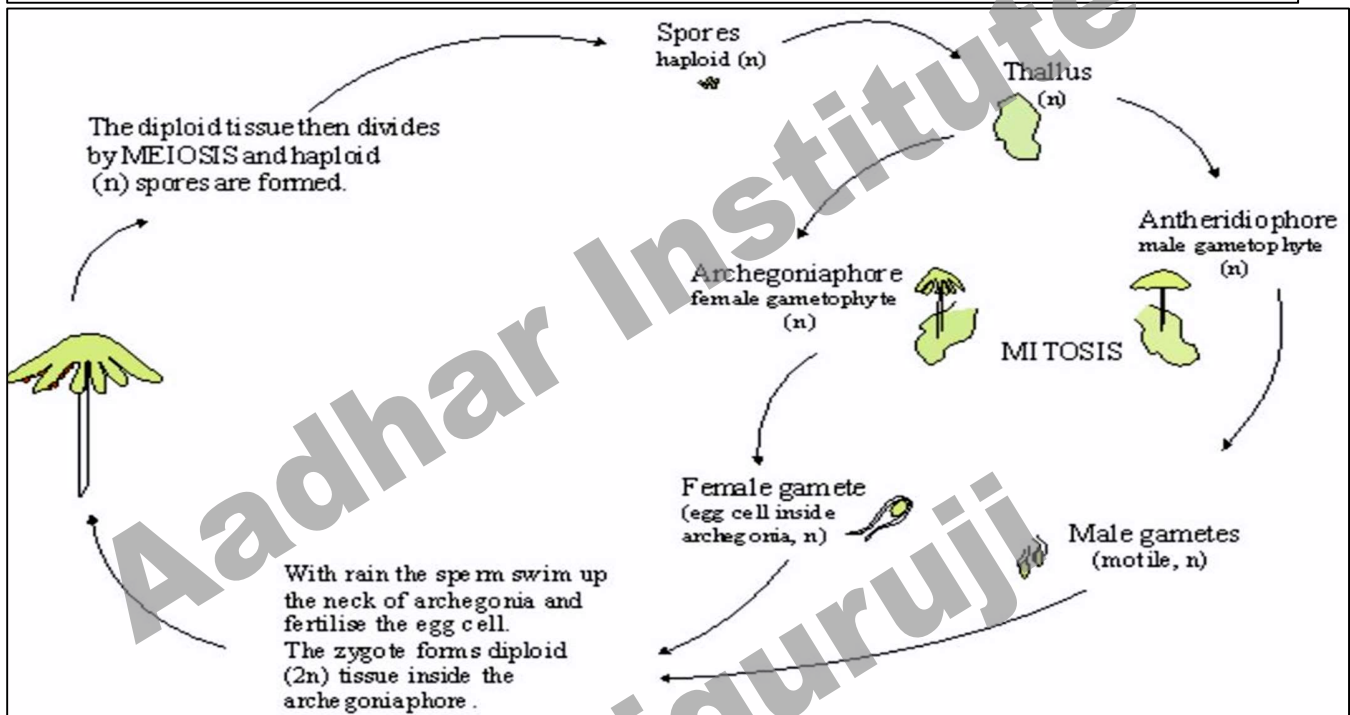 Spores
haploid (n)
Thallus
(n)
The diploid tissue then divides
by MEIOSIS and haploid
(n) spores are formed.
Antheridiophore
male gametophyte
(n)
Archegoniaphore
female gametophyte
(n)
MITOSIS
Female gamete
(egg cell inside
archegonia, n)
Male gametes
(motile, n)
With rain the sperm swim up
the neck of archegonia and
fertilise the egg cell.
The zygote forms diploid
(2n) tissue inside the
archegoniaphore .
Aadhar Institute
iguruji